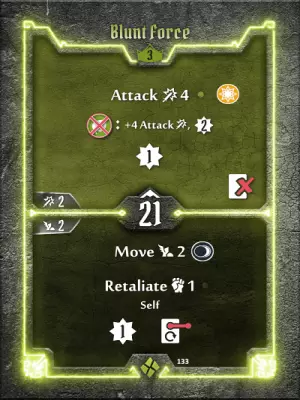 Blunt Force
3
Attack 4
: +4 Attack , 2
1
2
21
2
Move 2
Retaliate 1
Self
1
133